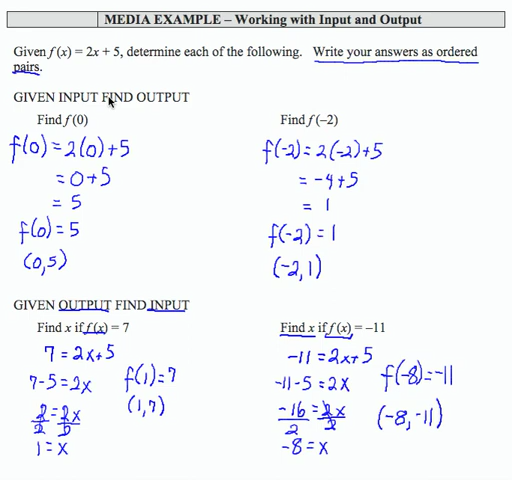 MEDIA EXAMPLE – Working with Input and Output
Given f (x) = 2x + 5, determine each of the following. Write your answers as ordered
pairs.
GIVEN INPUT FIND OUTPUT
Find f (0)
f(0) = 2(0)+5
= 0+5
= 5
f(0) = 5
(0,5)
Find f(–2)
f(-2) = 2(-2)+5
= -4+5
= 1
f(-2) = 1
(-2,1)
GIVEN OUTPUT FIND INPUT
Find x if f(x) = 7
7 = 2x+5
7-5 = 2x
2/2 = 2x/2
1 = x
f(1) = 7
(1,7)
Find x if f(x) = –11
-11 = 2x+5
-11-5 = 2x
-16/2 = 2x/2
-8 = x
f(-8) = -11
(-8,-11)